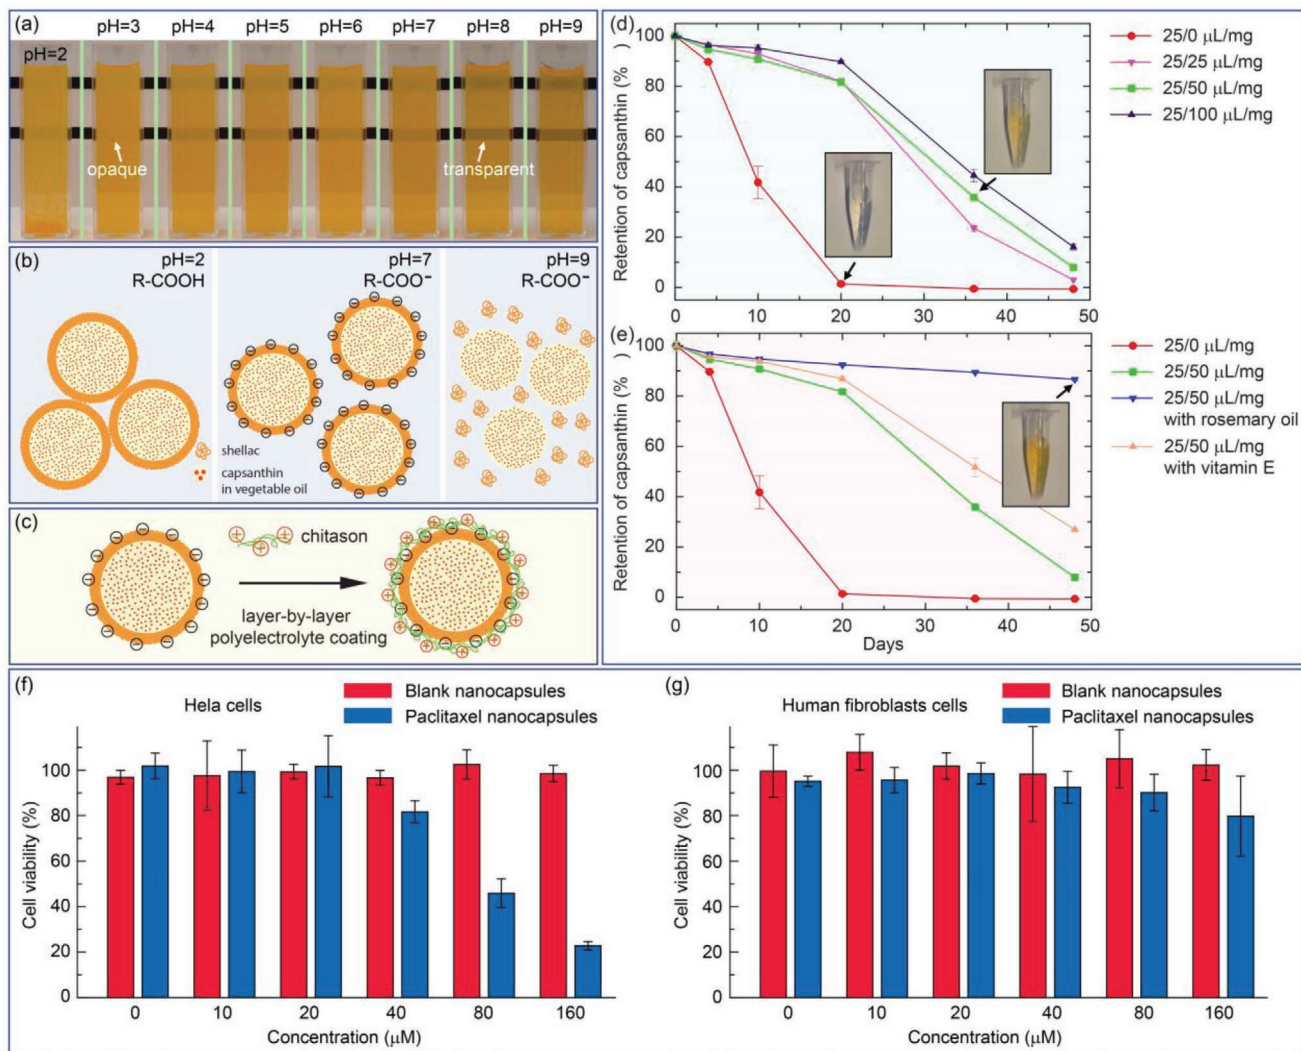 (a)
pH=2
pH=3
pH=4
pH=5
pH=6
pH=7
pH=8
pH=9
opaque
transparent
(b)
pH=2
R-COOH
pH=7
R-COO⁻
pH=9
R-COO⁻
shellac
capsanthin
in vegetable oil
(c)
chitason
layer-by-layer
polyelectrolyte coating
(d)
Retention of capsanthin (% )
100
80
60
40
20
0
0
10
20
30
40
50
25/0 μL/mg
25/25 μL/mg
25/50 μL/mg
25/100 μL/mg
(e)
Retention of capsanthin (% )
100
80
60
40
20
0
0
10
20
30
40
50
Days
25/0 μL/mg
25/50 μL/mg
25/50 μL/mg
with rosemary oil
25/50 μL/mg
with vitamin E
(f)
Hela cells
Blank nanocapsules
Paclitaxel nanocapsules
Cell viability (%)
100
80
60
40
20
0
0
10
20
40
80
160
Concentration (μM)
(g)
Human fibroblasts cells
Blank nanocapsules
Paclitaxel nanocapsules
Cell viability (%)
100
80
60
40
20
0
0
10
20
40
80
160
Concentration (μM)